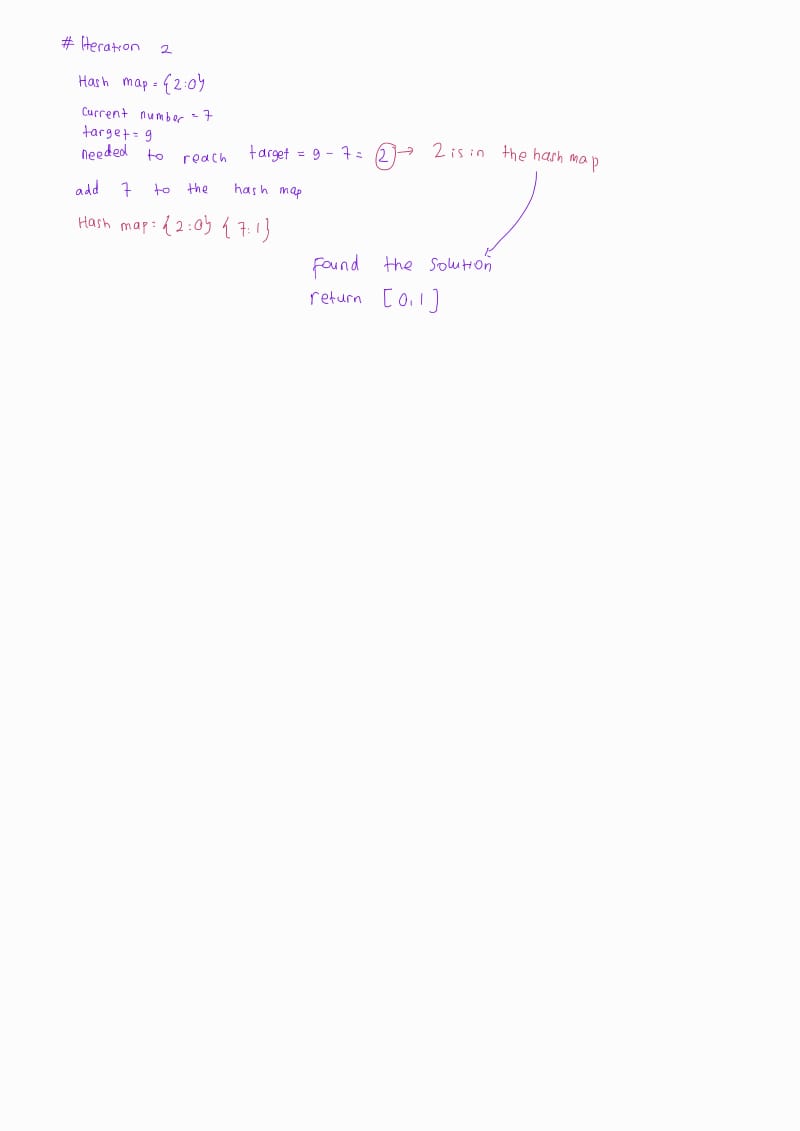 # Iteration 2
Hash map = {2:0}
Current number = 7
target = 9
needed to reach target = 9 - 7 = 2 → 2 is in the hash map
add 7 to the hash map
Hash map = {2:0} {7:1}
Found the solution
return [0,1]